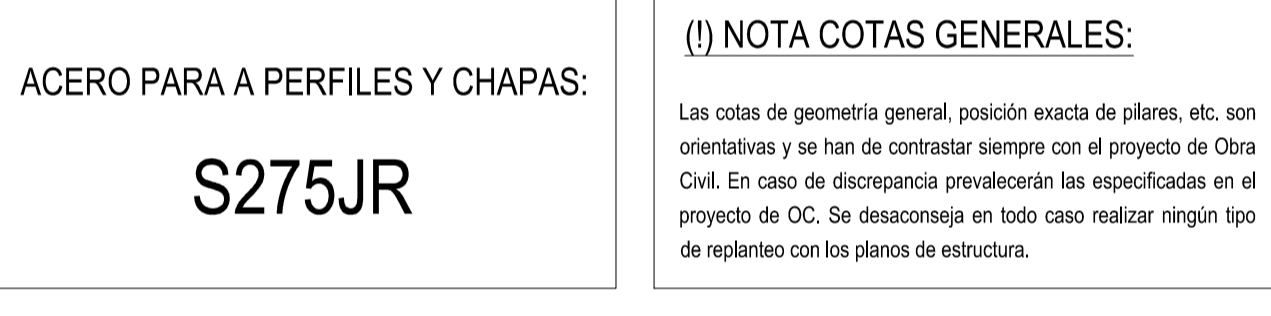 ACERO PARA A PERFILES Y CHAPAS:
S275JR
(!) NOTA COTAS GENERALES:
Las cotas de geometría general, posición exacta de pilares, etc. son
orientativas y se han de contrastar siempre con el proyecto de Obra
Civil. En caso de discrepancia prevalecerán las especificadas en el
proyecto de OC. Se desaconseja en todo caso realizar ningún tipo
de replanteo con los planos de estructura.